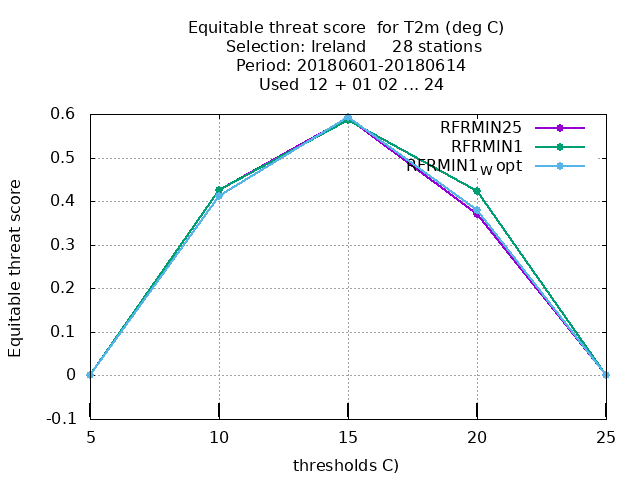 Equitable threat score  for T2m (deg C)
Selection: Ireland     28 stations
Period: 20180601-20180614
Used  12 + 01 02 ... 24
RFRMIN25
RFRMIN1
RFRMIN1W opt
0.6
0.5
0.4
0.3
0.2
0.1
0
-0.1
Equitable threat score
5
10
15
20
25
thresholds C)